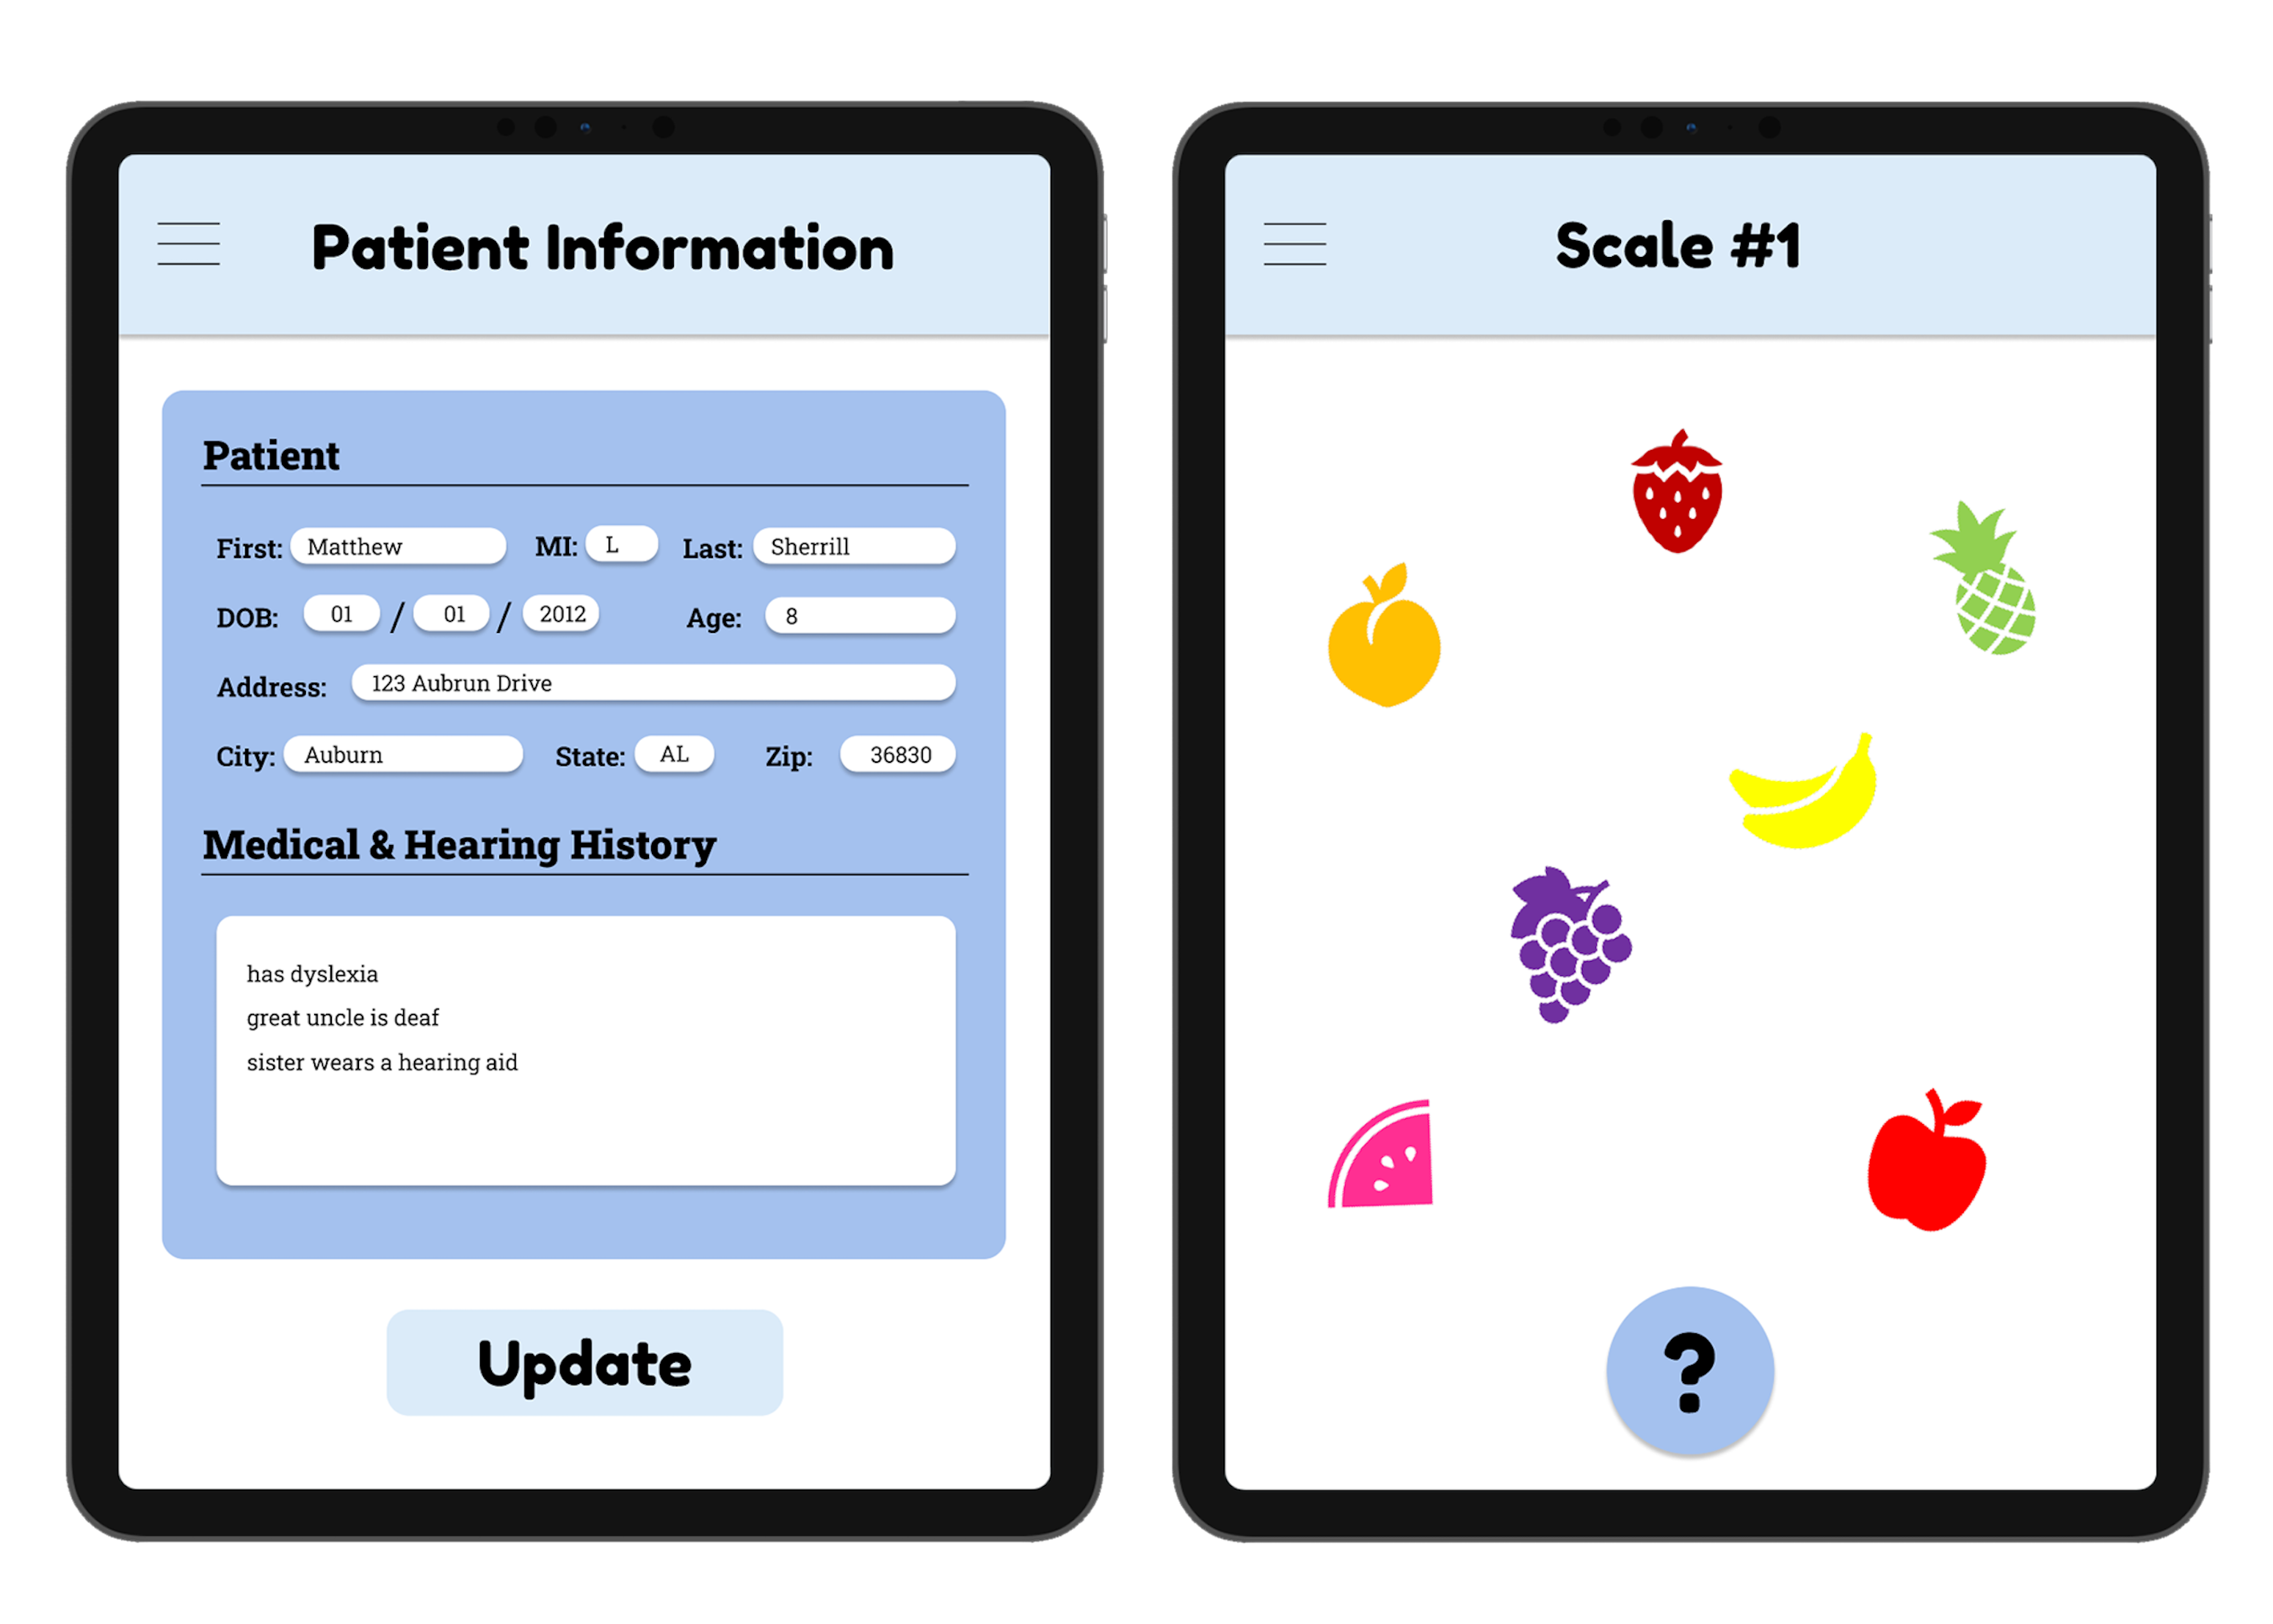 Patient Information
Patient
First: Matthew MI: L Last: Sherrill
DOB: 01 / 01 / 2012 Age: 8
Address: 123 Aubrun Drive
City: Auburn State: AL Zip: 36830
Medical & Hearing History
has dyslexia
great uncle is deaf
sister wears a hearing aid
Update
Scale #1
?